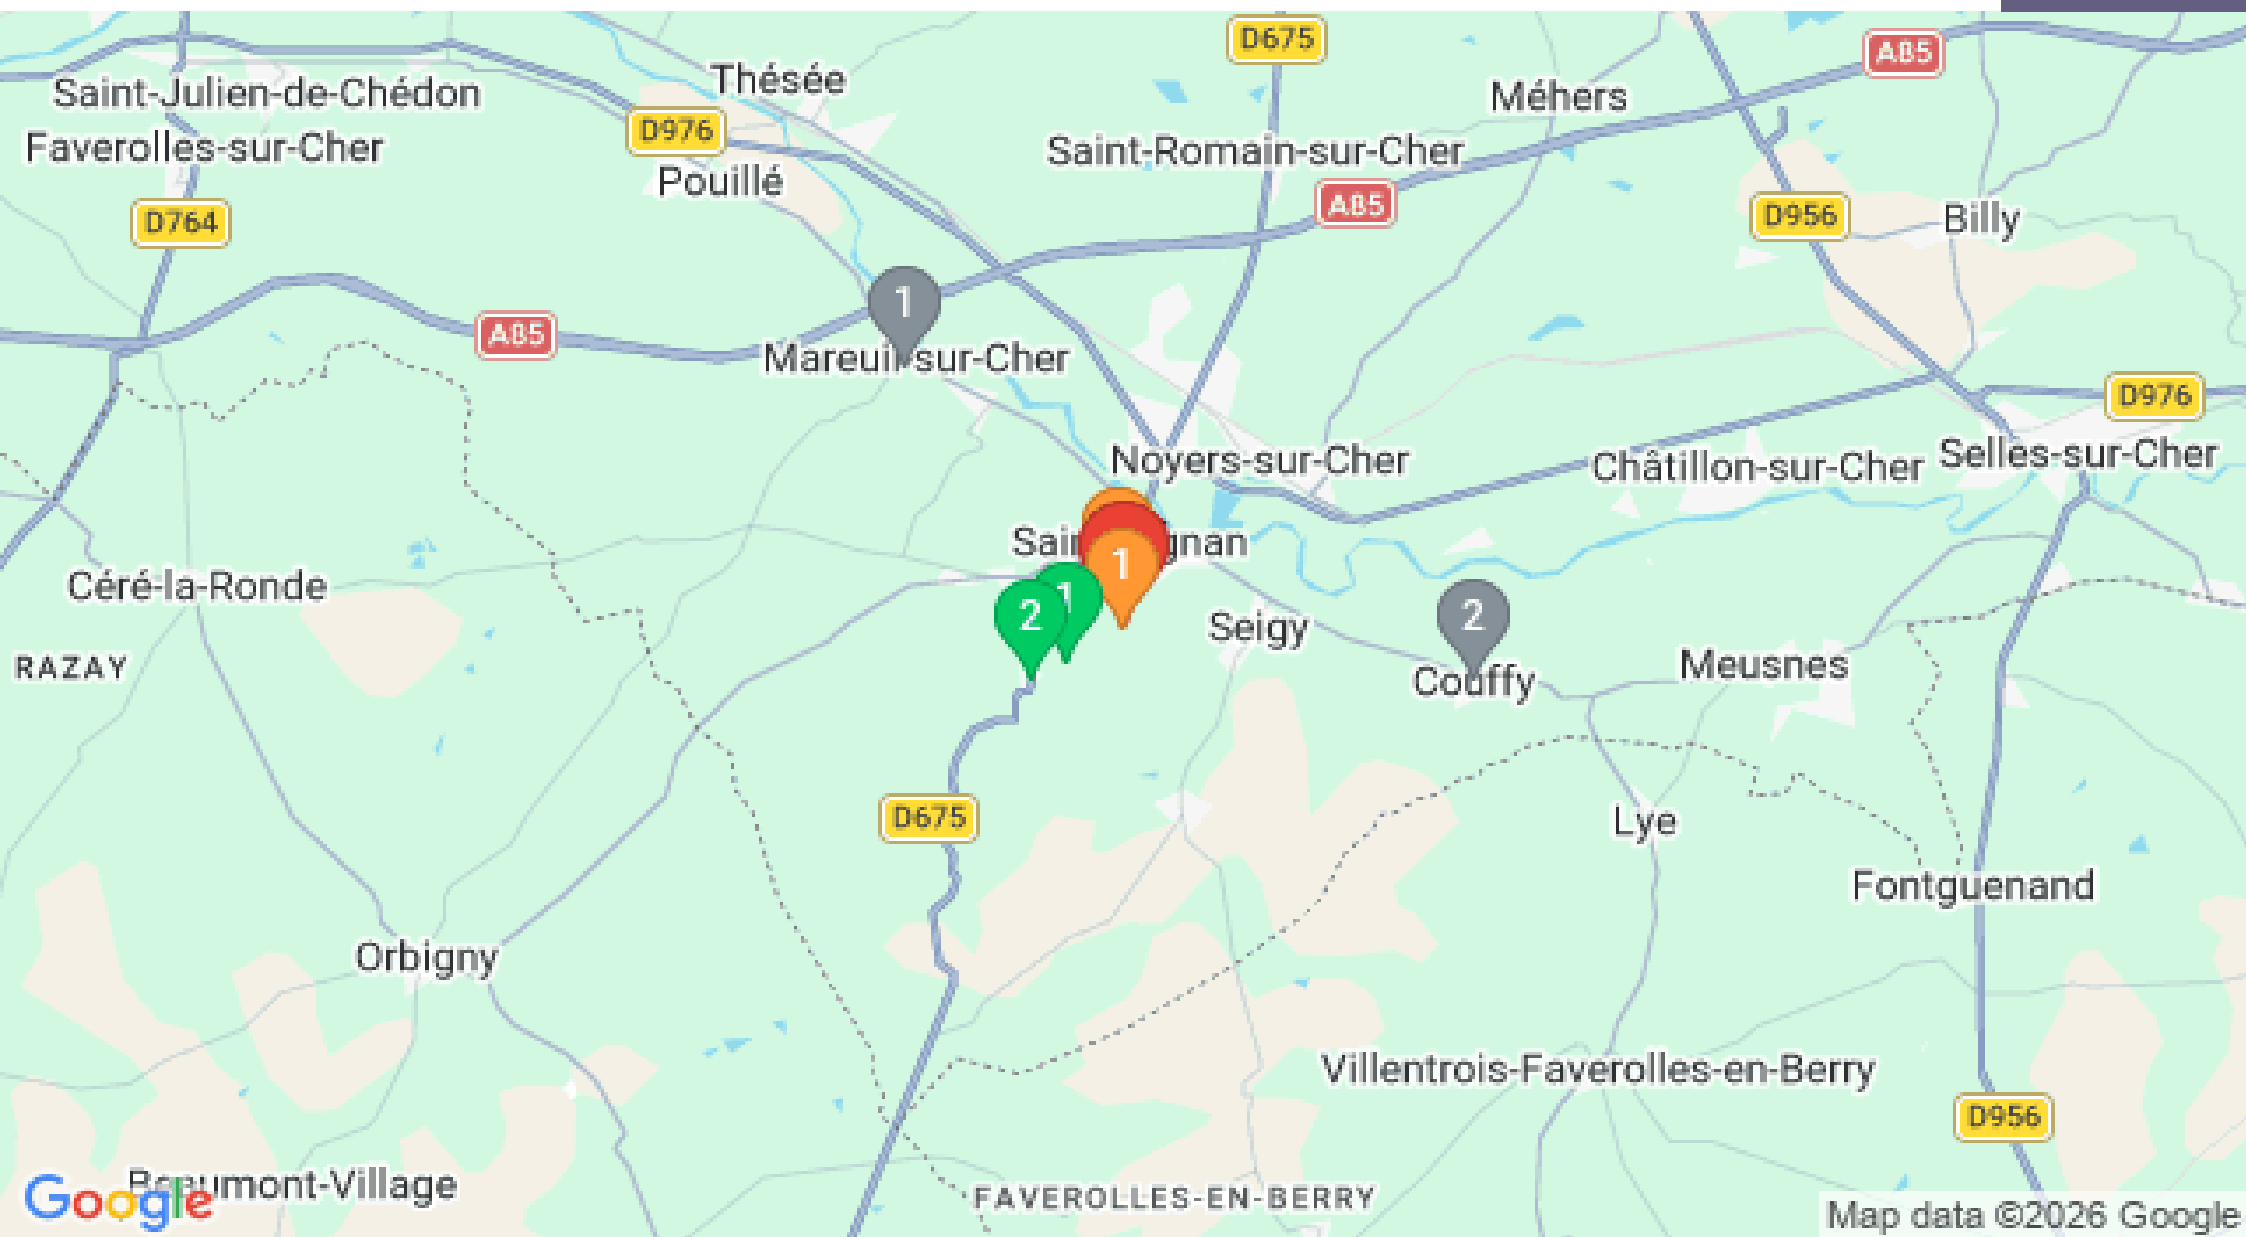 D675
A85
Thésée
Saint-Julien-de-Chédon
Méhers
D976
Faverolles-sur-Cher
Saint-Romain-sur-Cher
Pouillé
A85
D764
D956
Billy
1
A85
Mareuil-sur-Cher
D976
Noyers-sur-Cher
Châtillon-sur-Cher
Selles-sur-Cher
1
Céré-la-Ronde
1
2
2
Seigy
RAZAY
Couffy
Meusnes
D675
Lye
Fontguenand
Orbigny
Villentrois-Faverolles-en-Berry
D956
Beaumont-Village
Google
FAVEROLLES-EN-BERRY
Map data ©2026 Google